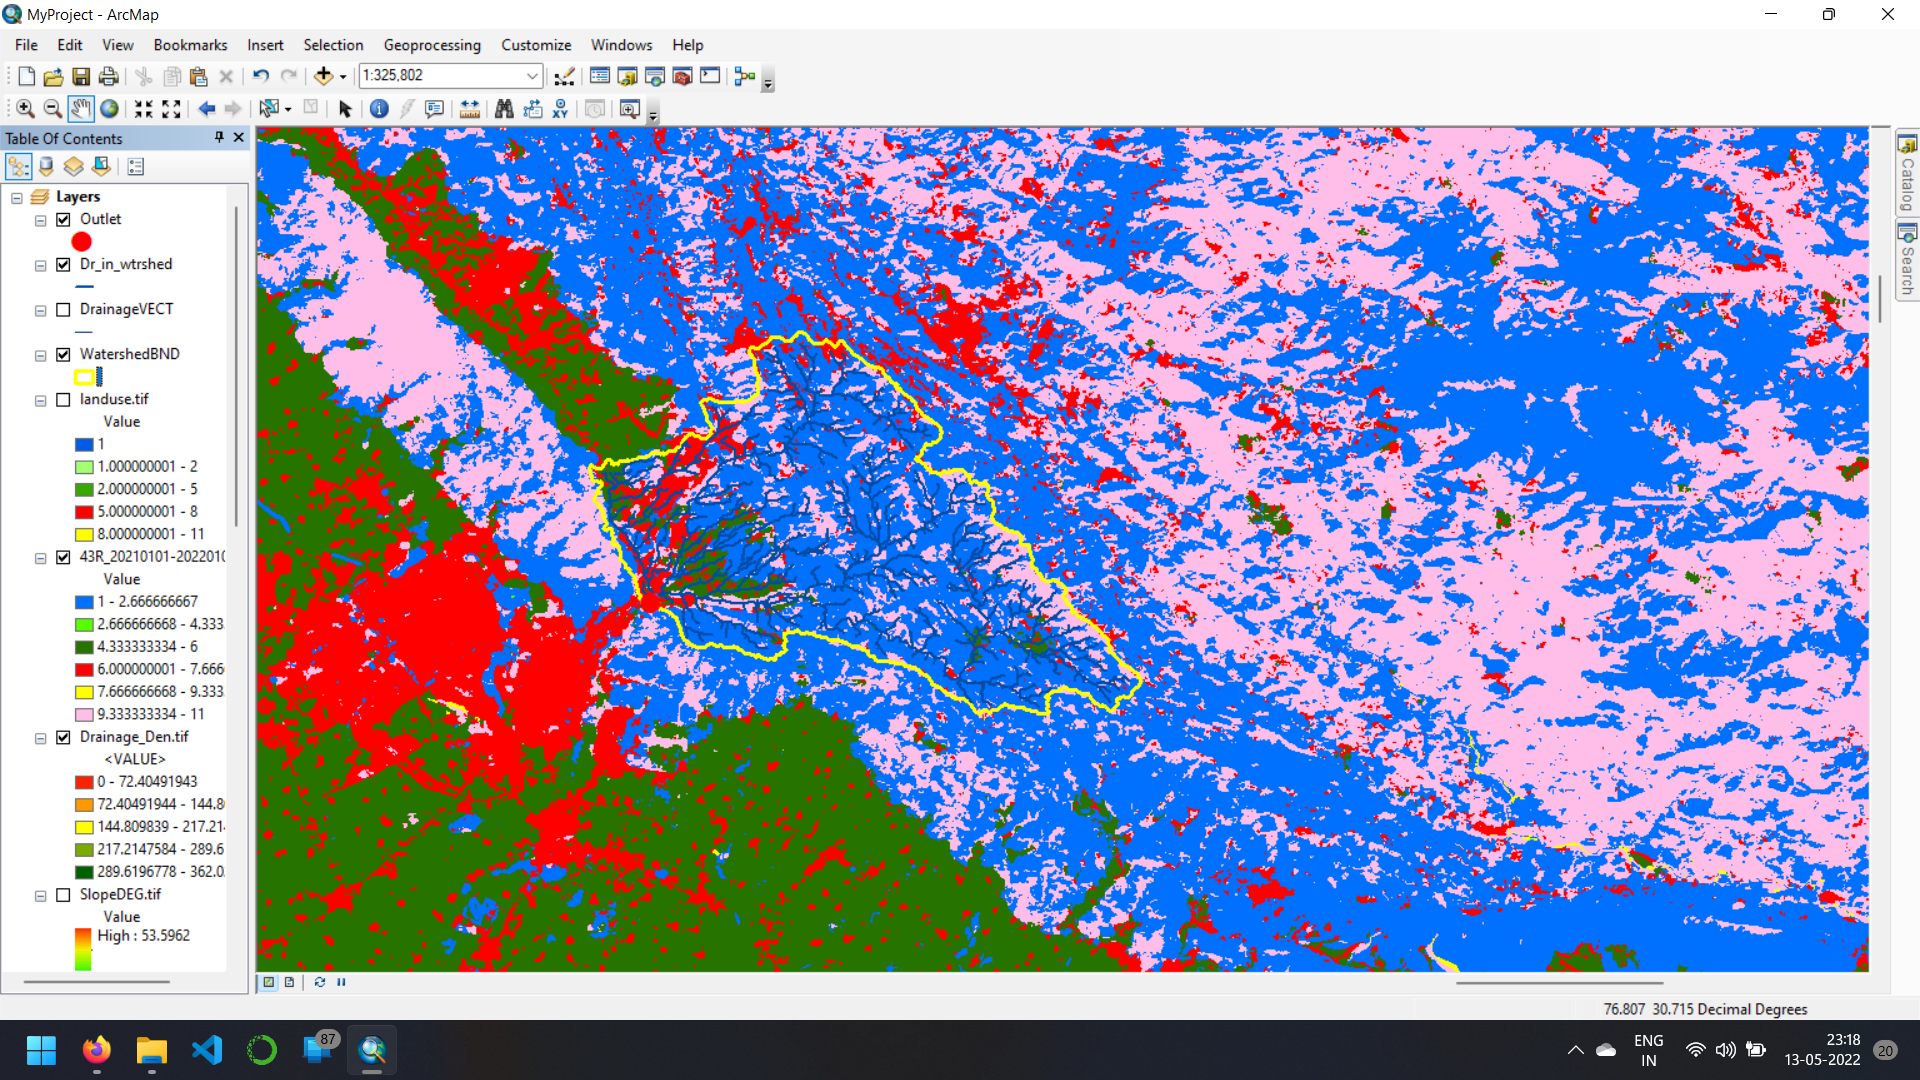 MyProject - ArcMap
File Edit View Bookmarks Insert Selection Geoprocessing Customize Windows Help
1:325,802
Table Of Contents
Layers
Outlet
Dr_in_wtrshed
DrainageVECT
WatershedBND
landuse.tif
Value
1
1.000000001 - 2
2.000000001 - 5
5.000000001 - 8
8.000000001 - 11
43R_20210101-2022010
Value
1 - 2.666666667
2.666666668 - 4.333
4.333333334 - 6
6.000000001 - 7.666
7.666666668 - 9.333
9.333333334 - 11
Drainage_Den.tif
<VALUE>
0 - 72.40491943
72.40491944 - 144.8
144.809839 - 217.21
217.2147584 - 289.6
289.6196778 - 362.0
SlopeDEG.tif
Value
High : 53.5962
Catalog
Search
76.807 30.715 Decimal Degrees
87
ENG
IN
23:18
13-05-2022
20